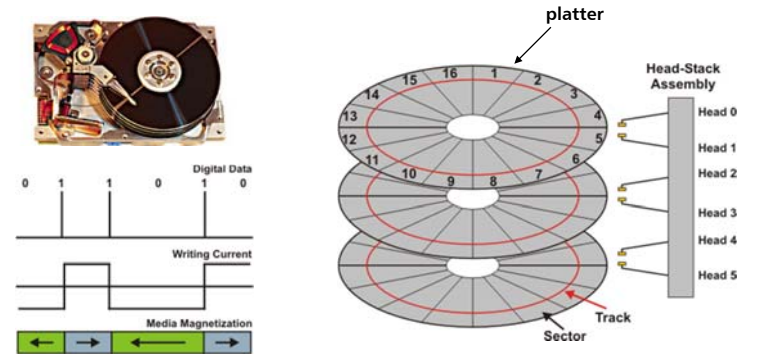 platter
16 1
15 2
14 3
13 4
12 5
11 6
10 9 8 7
Head-Stack
Assembly
Head 0
Head 1
Head 2
Head 3
Head 4
Head 5
Track
Sector
Digital Data
0 1 1 0 1 0
Writing Current
Media Magnetization